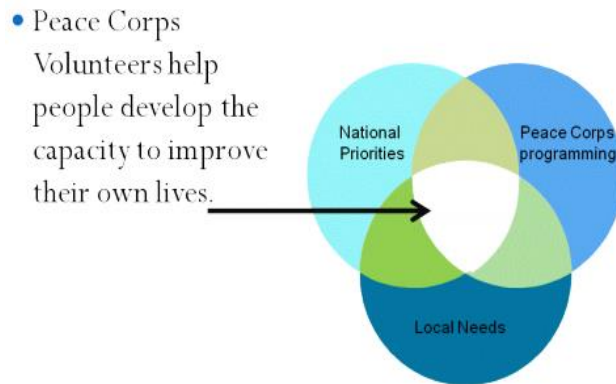 • Peace Corps
Volunteers help
people develop the
capacity to improve
their own lives.
National
Priorities
Peace Corps
programming
Local Needs